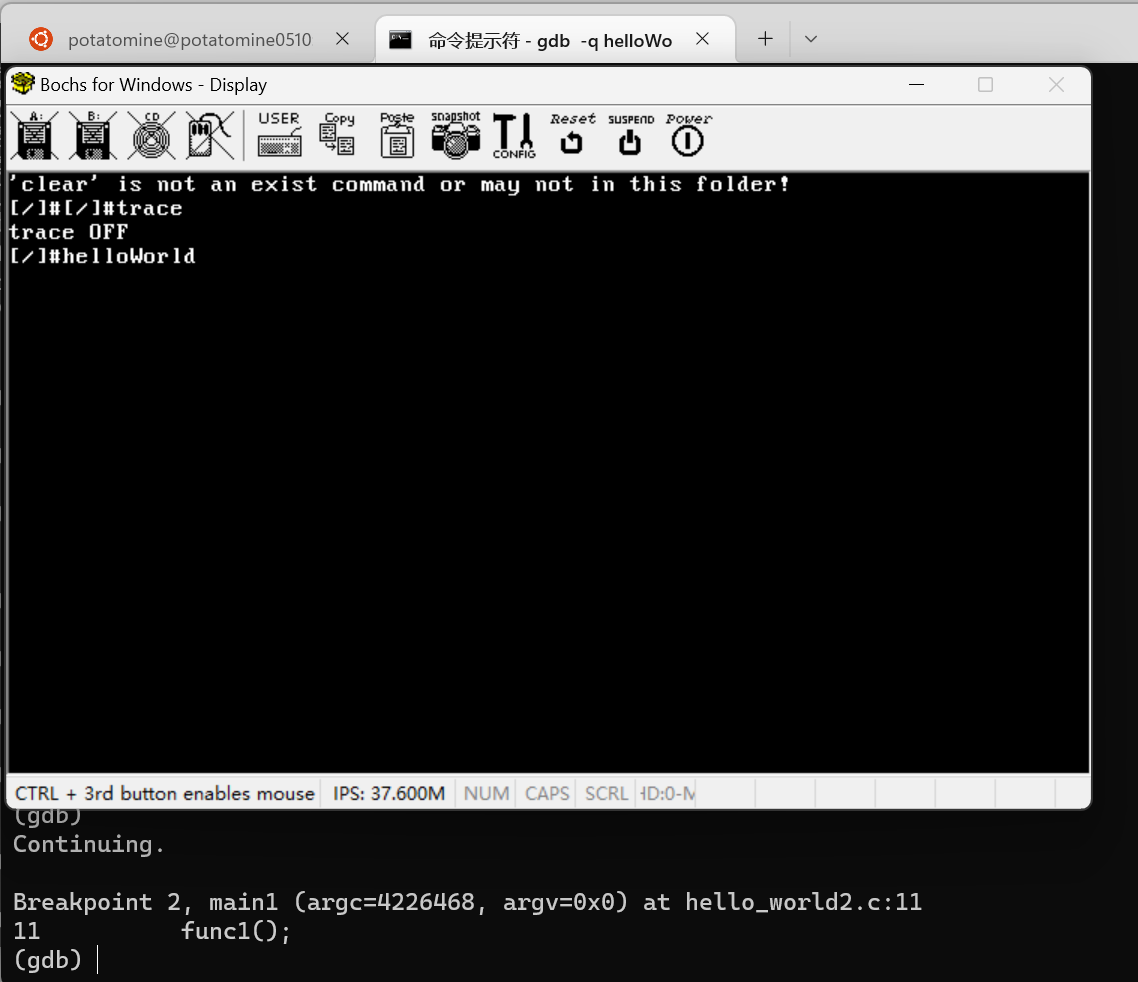 potatomine@potatomine0510
命令提示符 - gdb -q helloWo
Bochs for Windows - Display
A: B: CD USER Copy Paste snapshot CONFIG Reset SUSPEND Power
'clear' is not an exist command or may not in this folder!
[/]#[/]#trace
trace OFF
[/]#helloWorld
CTRL + 3rd button enables mouse IPS: 37.600M NUM CAPS SCRL HD:0-M
(gdb)
Continuing.
Breakpoint 2, main1 (argc=4226468, argv=0x0) at hello_world2.c:11
11 func1();
(gdb)